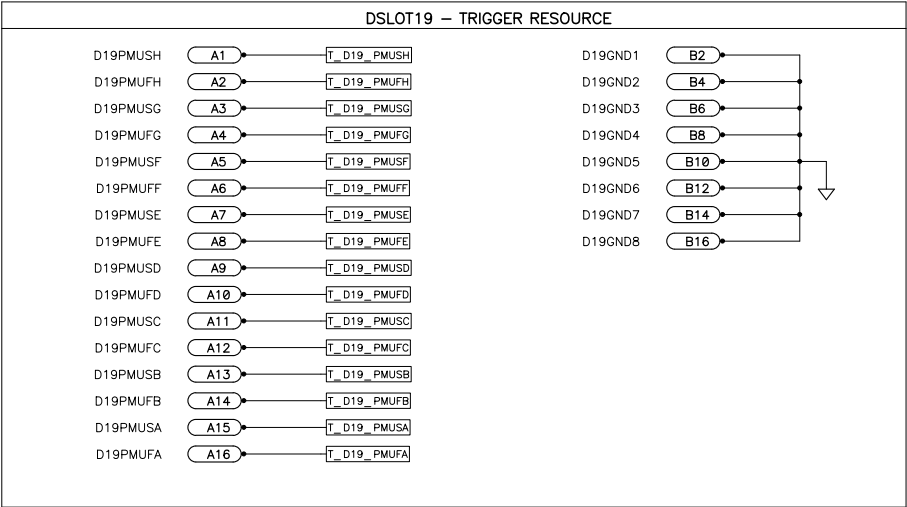 DSLOT19 – TRIGGER RESOURCE
D19PMUSH A1 T_D19_PMUSH D19GND1 B2
D19PMUFH A2 T_D19_PMUFH D19GND2 B4
D19PMUSG A3 T_D19_PMUSG D19GND3 B6
D19PMUFG A4 T_D19_PMUFG D19GND4 B8
D19PMUSF A5 T_D19_PMUSF D19GND5 B10
D19PMUFF A6 T_D19_PMUFF D19GND6 B12
D19PMUSE A7 T_D19_PMUSE D19GND7 B14
D19PMUFE A8 T_D19_PMUFE D19GND8 B16
D19PMUSD A9 T_D19_PMUSD
D19PMUFD A10 T_D19_PMUFD
D19PMUSC A11 T_D19_PMUSC
D19PMUFC A12 T_D19_PMUFC
D19PMUSB A13 T_D19_PMUSB
D19PMUFB A14 T_D19_PMUFB
D19PMUSA A15 T_D19_PMUSA
D19PMUFA A16 T_D19_PMUFA